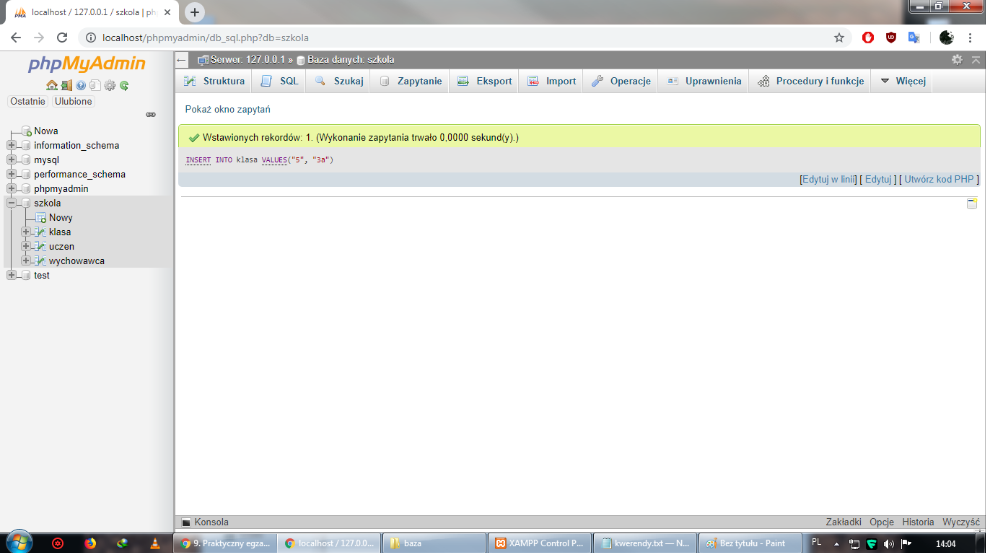 localhost / 127.0.0.1 / szkola | ph
localhost/phpmyadmin/db_sql.php?db=szkola
phpMyAdmin
Ostatnie Ulubione
Nowa
information_schema
mysql
performance_schema
phpmyadmin
szkola
Nowy
klasa
uczen
wychowawca
test
Serwer: 127.0.0.1 » Baza danych: szkola
Struktura SQL Szukaj Zapytanie Eksport Import Operacje Uprawnienia Procedury i funkcje Więcej
Pokaż okno zapytań
Wstawionych rekordów: 1. (Wykonanie zapytania trwało 0,0000 sekund(y).)
INSERT INTO klasa VALUES("5", "3a")
[Edytuj w linii] [ Edytuj ] [ Utwórz kod PHP ]
Konsola Zakładki Opcje Historia Wyczyść
9. Praktyczny egza... localhost / 127.0.0... baza XAMPP Control P... kwerendy.txt — N... Bez tytułu - Paint PL 14:04